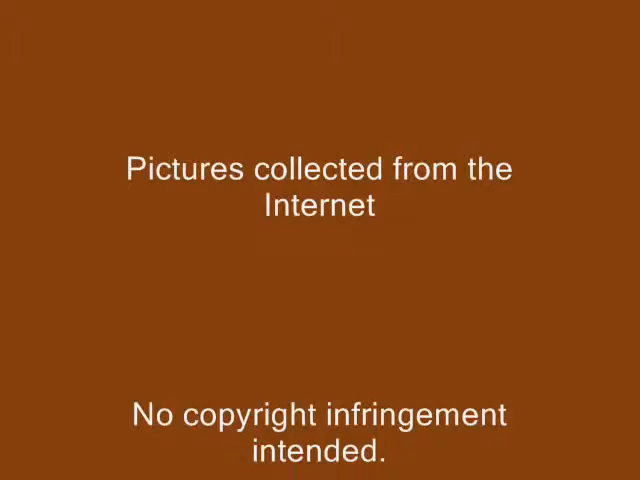 Pictures collected from the
Internet
No copyright infringement
intended.